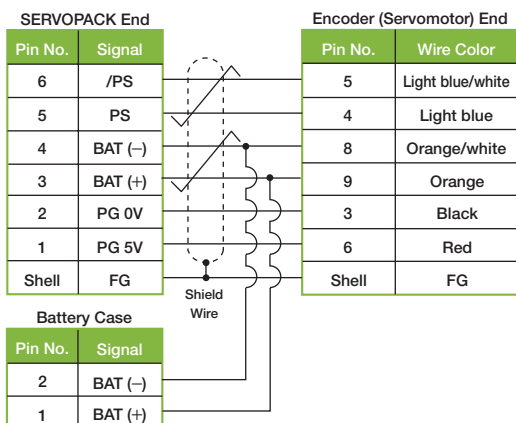 SERVOPACK End
Pin No. Signal
6 /PS
5 PS
4 BAT (−)
3 BAT (+)
2 PG 0V
1 PG 5V
Shell FG
Shield
Wire
Encoder (Servomotor) End
Pin No. Wire Color
5 Light blue/white
4 Light blue
8 Orange/white
9 Orange
3 Black
6 Red
Shell FG
Battery Case
Pin No. Signal
2 BAT (−)
1 BAT (+)